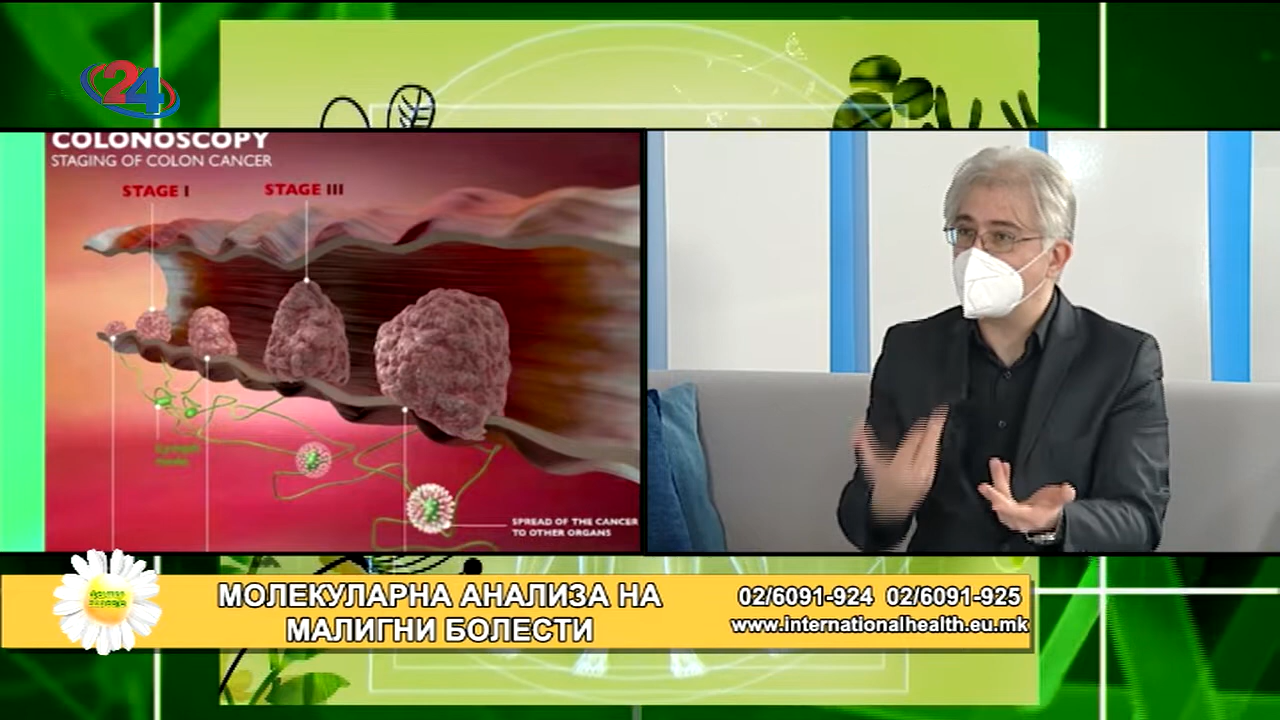 24
COLONOSCOPY
STAGING OF COLON CANCER
STAGE I
STAGE III
SPREAD OF THE CANCER
TO OTHER ORGANS
МОЛЕКУЛАРНА АНАЛИЗА НА
МАЛИГНИ БОЛЕСТИ
02/6091-924 02/6091-925
www.internationalhealth.eu.mk